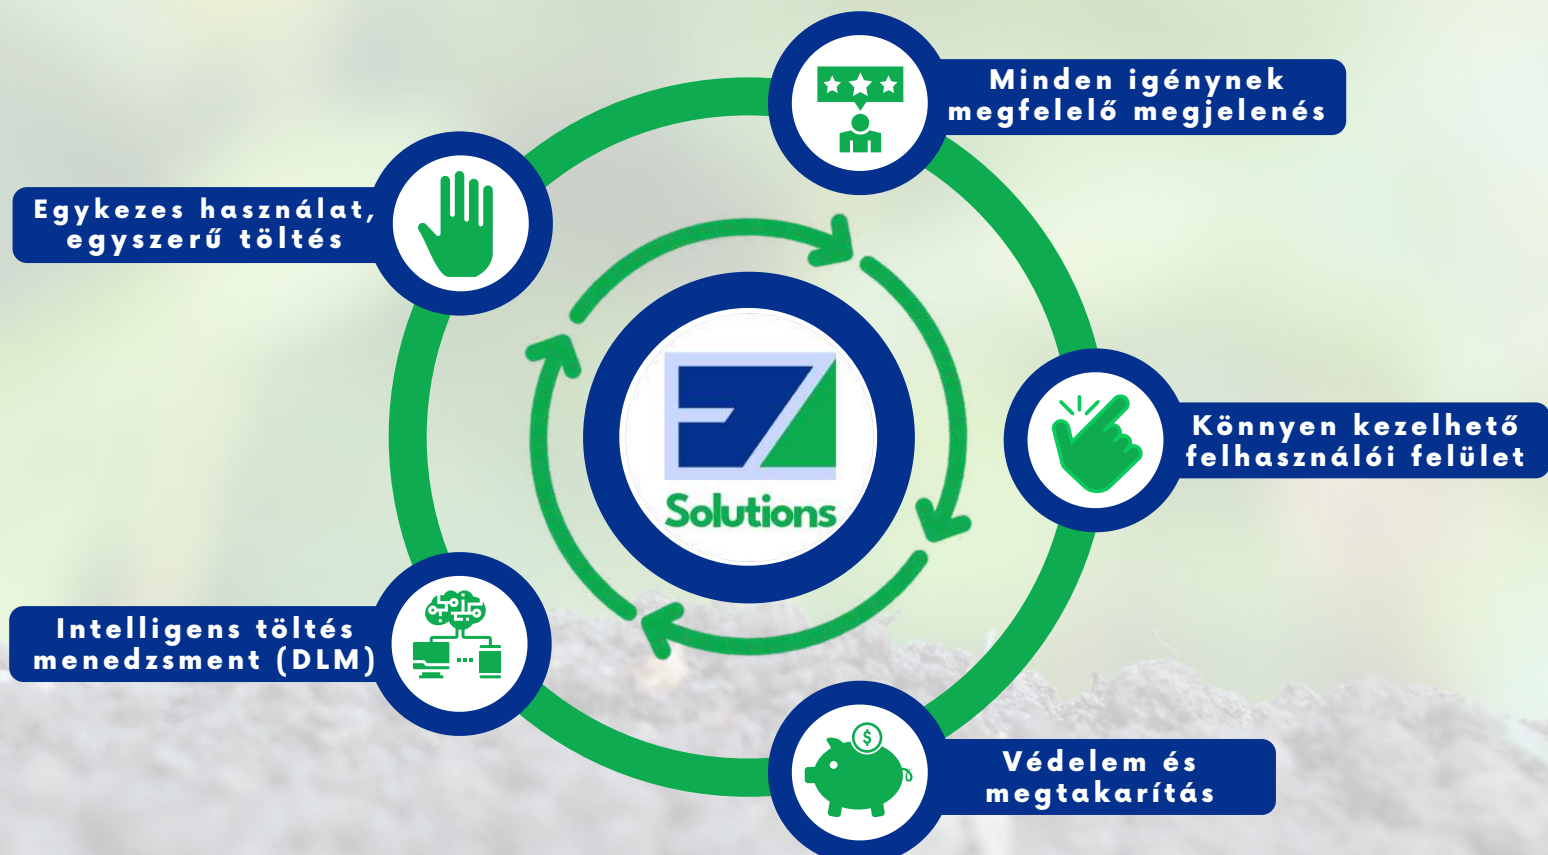 Minden igénynek
megfelelő megjelenés
Egykezes használat,
egyszerű töltés
EZ
Solutions
Könnyen kezelhető
felhasználói felület
Intelligens töltés
menedzsment (DLM)
Védelem és
megtakarítás
$